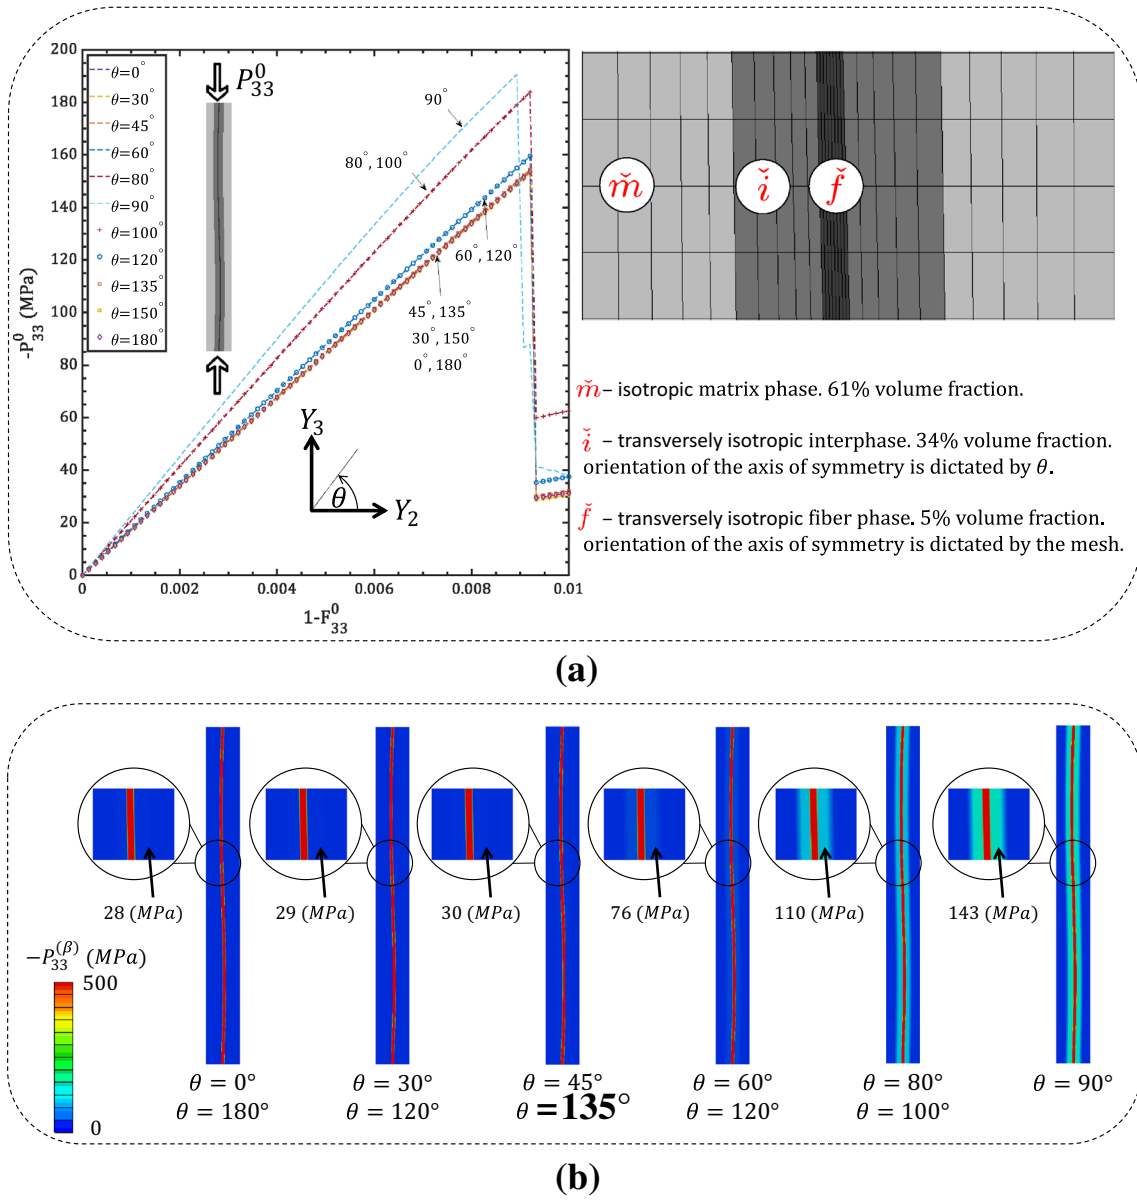 200
180
160
140
120
100
80
60
40
20
0
-P⁰₃₃ (MPa)
0
0.002
0.004
0.006
0.008
0.01
1-F⁰₃₃
θ=0°
θ=30°
θ=45°
θ=60°
θ=80°
θ=90°
θ=100°
θ=120°
θ=135°
θ=150°
θ=180°
P⁰₃₃
90°
80°,100°
60°,120°
45°,135°
30°,150°
0°,180°
Y₃
θ
Y₂
m̌
ǐ
f̌
m̌ – isotropic matrix phase. 61% volume fraction.
ǐ – transversely isotropic interphase. 34% volume fraction.
orientation of the axis of symmetry is dictated by θ.
f̌ – transversely isotropic fiber phase. 5% volume fraction.
orientation of the axis of symmetry is dictated by the mesh.
(a)
28 (MPa)
29 (MPa)
30 (MPa)
76 (MPa)
110 (MPa)
143 (MPa)
−P₃₃⁽ᵝ⁾ (MPa)
500
0
θ = 0°
θ = 180°
θ = 30°
θ = 120°
θ = 45°
θ = 135°
θ = 60°
θ = 120°
θ = 80°
θ = 100°
θ = 90°
(b)